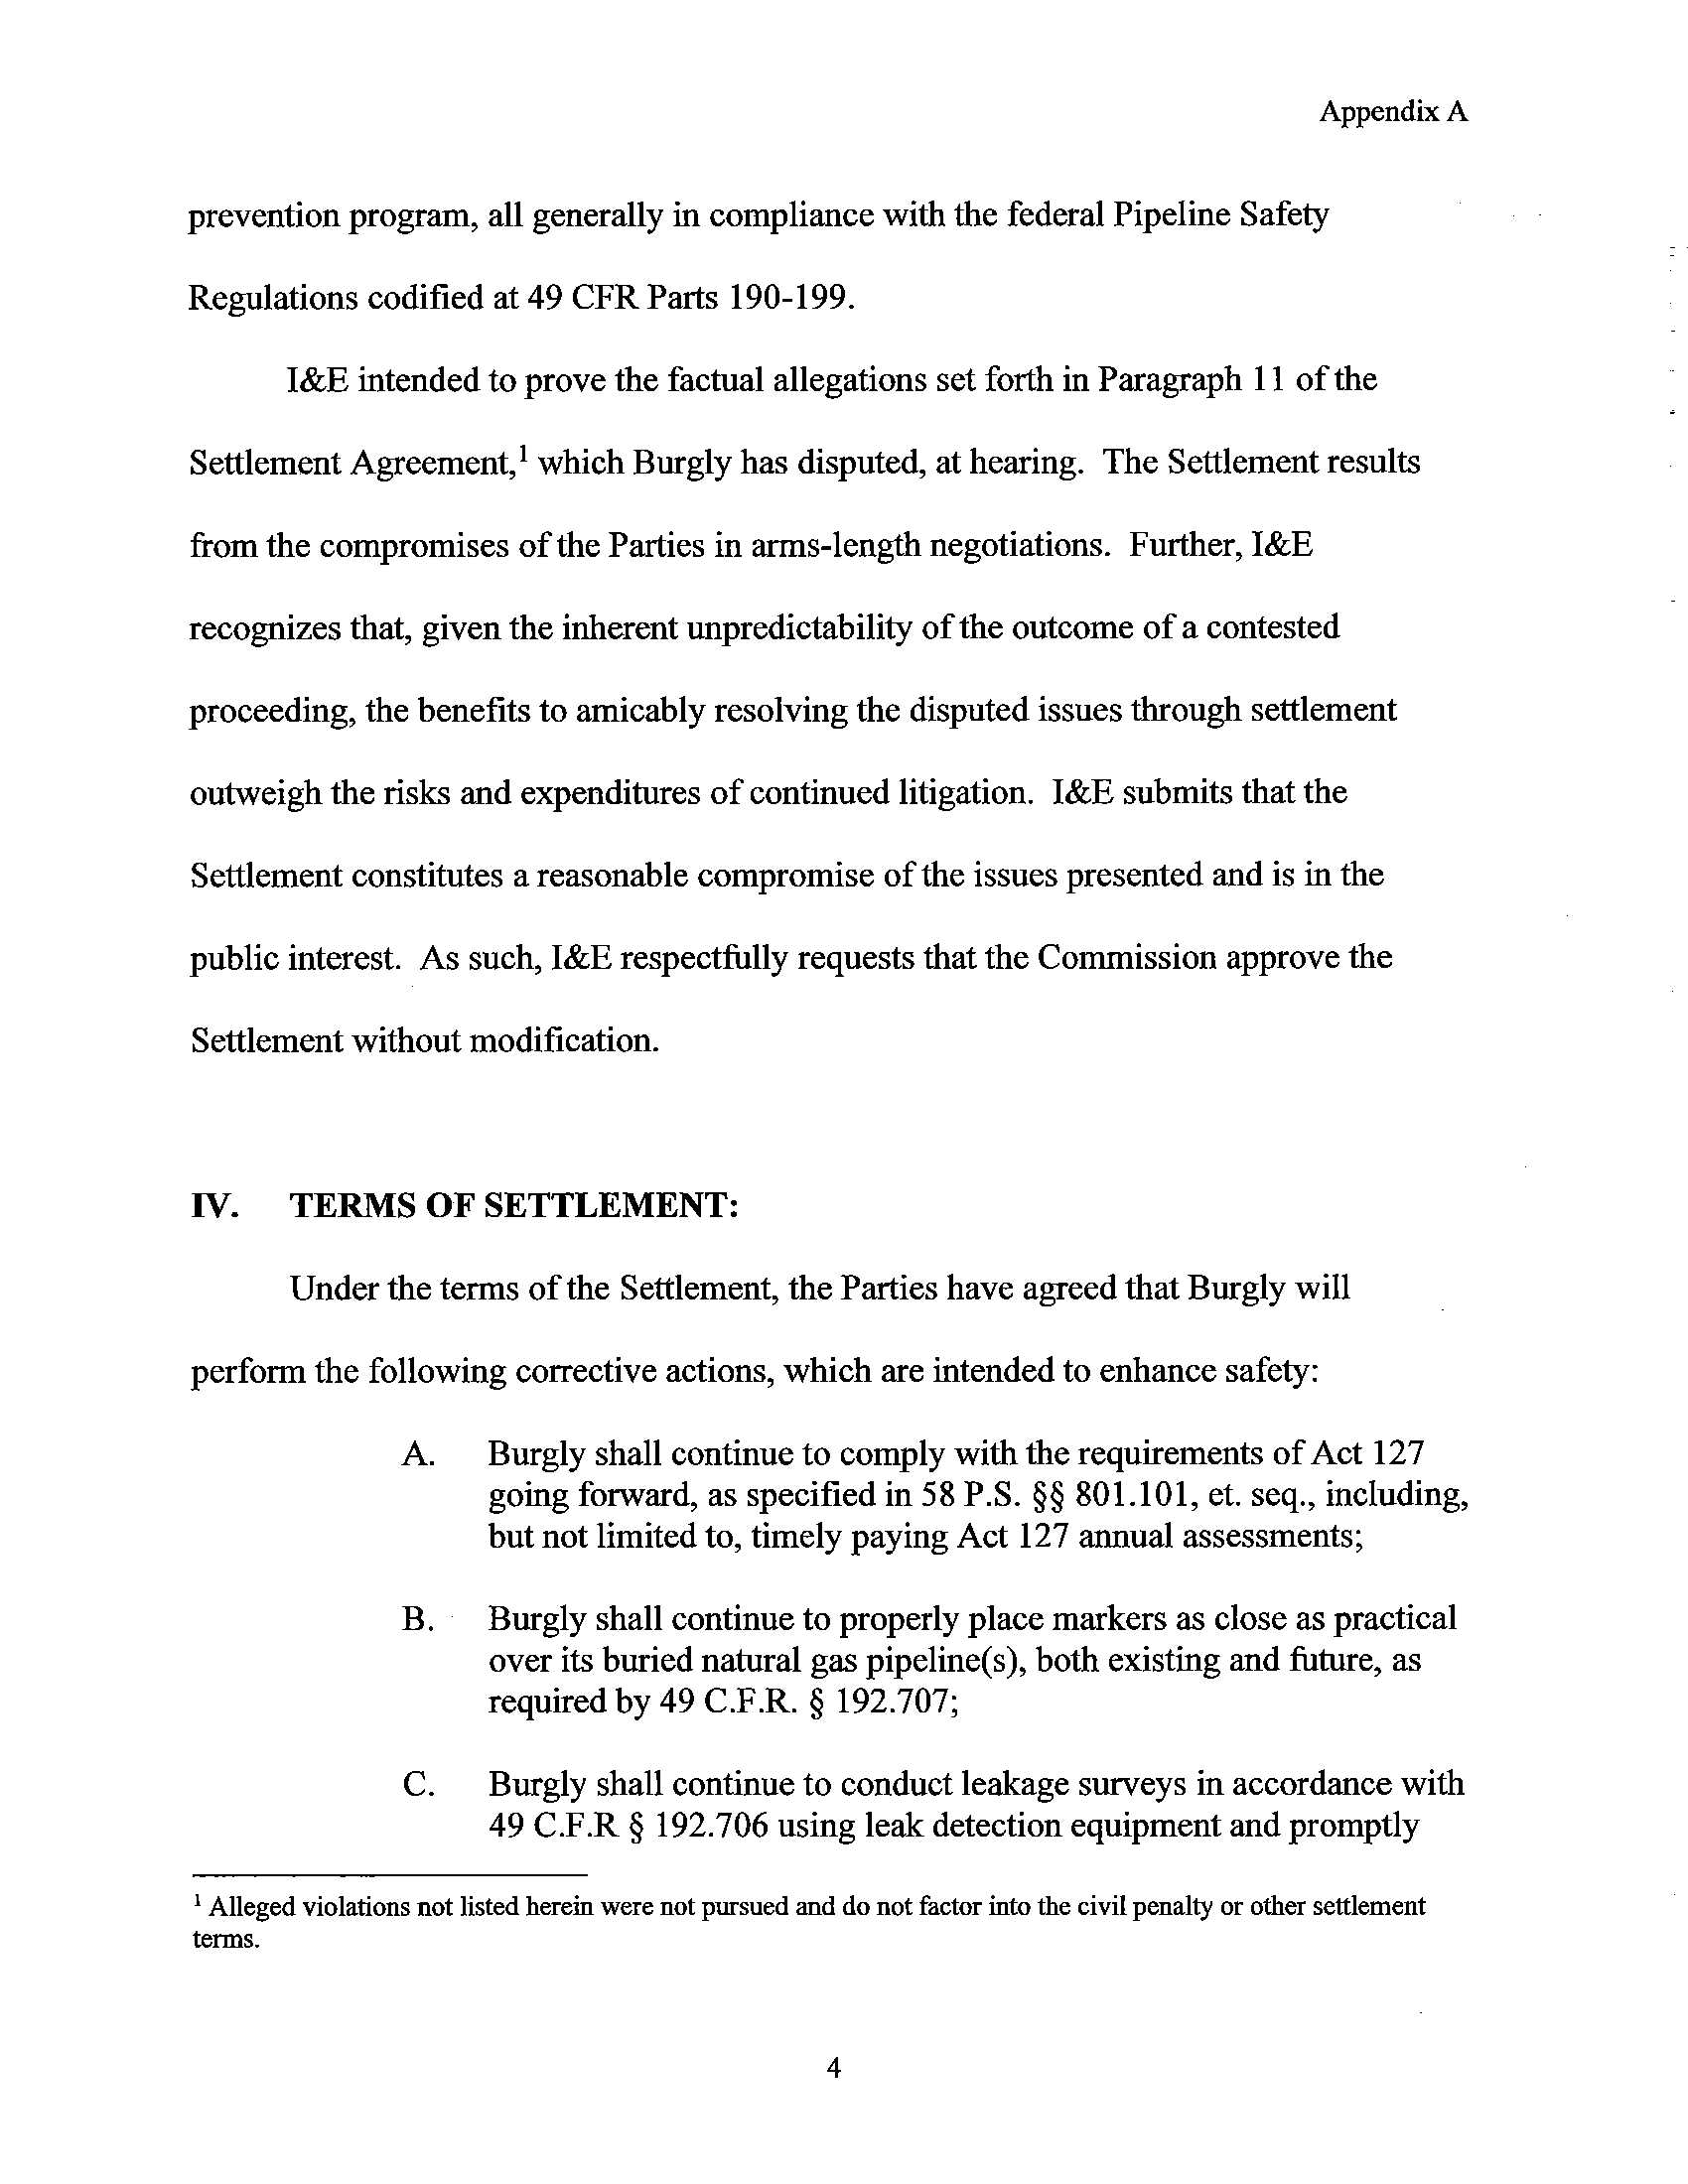 Appendix A
prevention program, all generally in compliance with the federal Pipeline Safety
Regulations codified at 49 CFR Parts 190-199.
I&E intended to prove the factual allegations set forth in Paragraph 11 of the
Settlement Agreement,¹ which Burgly has disputed, at hearing. The Settlement results
from the compromises of the Parties in arms-length negotiations. Further, I&E
recognizes that, given the inherent unpredictability of the outcome of a contested
proceeding, the benefits to amicably resolving the disputed issues through settlement
outweigh the risks and expenditures of continued litigation. I&E submits that the
Settlement constitutes a reasonable compromise of the issues presented and is in the
public interest. As such, I&E respectfully requests that the Commission approve the
Settlement without modification.
IV. TERMS OF SETTLEMENT:
Under the terms of the Settlement, the Parties have agreed that Burgly will
perform the following corrective actions, which are intended to enhance safety:
A. Burgly shall continue to comply with the requirements of Act 127
going forward, as specified in 58 P.S. §§ 801.101, et. seq., including,
but not limited to, timely paying Act 127 annual assessments;
B. Burgly shall continue to properly place markers as close as practical
over its buried natural gas pipeline(s), both existing and future, as
required by 49 C.F.R. § 192.707;
C. Burgly shall continue to conduct leakage surveys in accordance with
49 C.F.R § 192.706 using leak detection equipment and promptly
¹ Alleged violations not listed herein were not pursued and do not factor into the civil penalty or other settlement
terms.
4